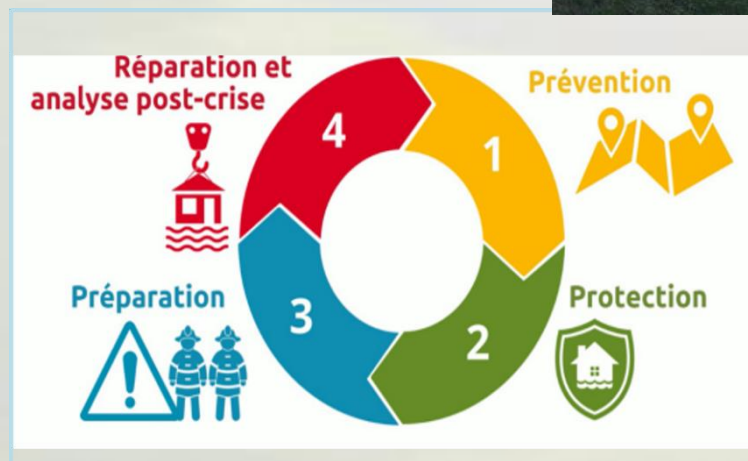 Réparation et
analyse post-crise
Prévention
4
1
Préparation
3
2
Protection